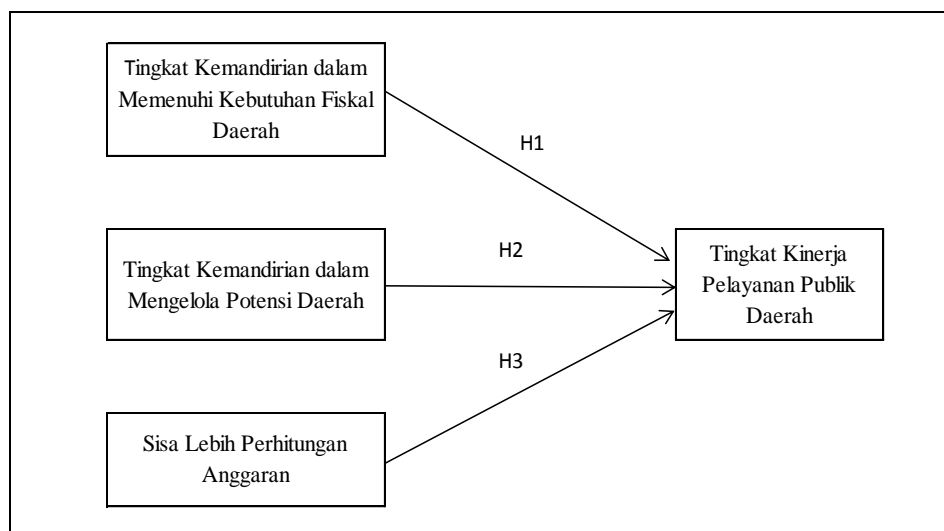 Tingkat Kemandirian dalam
Memenuhi Kebutuhan Fiskal
Daerah
H1
Tingkat Kemandirian dalam
Mengelola Potensi Daerah
H2
Tingkat Kinerja
Pelayanan Publik
Daerah
H3
Sisa Lebih Perhitungan
Anggaran